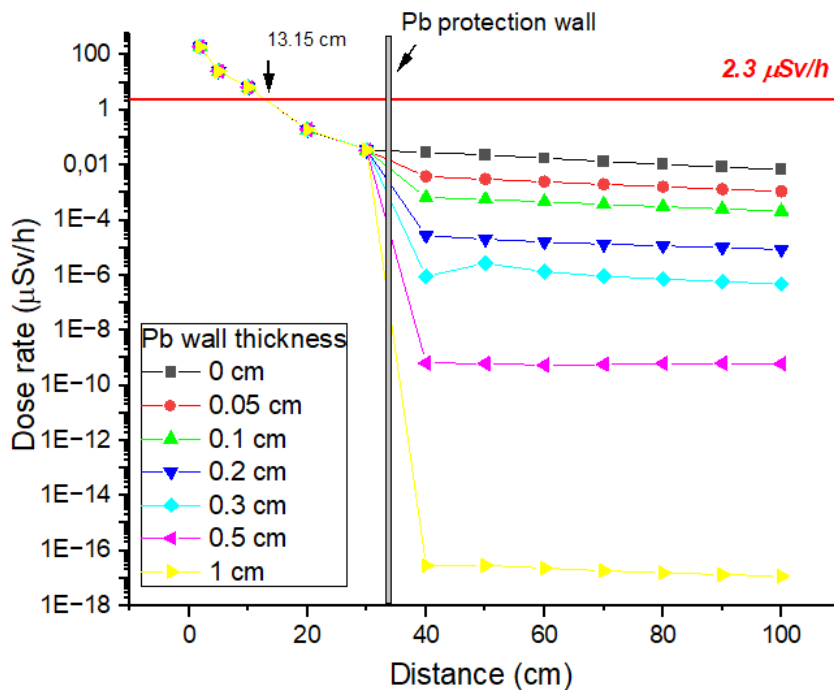 Pb protection wall
13.15 cm
2.3 μSv/h
100
1
0,01
1E−4
1E−6
1E−8
1E−10
1E−12
1E−14
1E−16
1E−18
Dose rate (μSv/h)
Pb wall thickness
0 cm
0.05 cm
0.1 cm
0.2 cm
0.3 cm
0.5 cm
1 cm
0 20 40 60 80 100
Distance (cm)